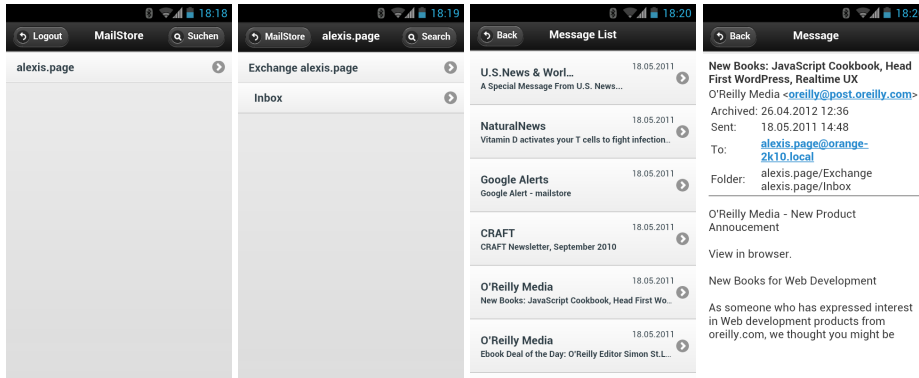 18:18
Logout MailStore Suchen
alexis.page
18:19
MailStore alexis.page Search
Exchange alexis.page
Inbox
18:20
Back Message List
U.S.News & Worl... 18.05.2011
A Special Message From U.S. News...
NaturalNews 18.05.2011
Vitamin D activates your T cells to fight infection...
Google Alerts 18.05.2011
Google Alert - mailstore
CRAFT 18.05.2011
CRAFT Newsletter, September 2010
O'Reilly Media 18.05.2011
New Books: JavaScript Cookbook, Head First Wo...
O'Reilly Media 18.05.2011
Ebook Deal of the Day: O'Reilly Editor Simon St.L...
18:2
Back Message
New Books: JavaScript Cookbook, Head
First WordPress, Realtime UX
O'Reilly Media <oreilly@post.oreilly.com>
Archived: 26.04.2012 12:36
Sent: 18.05.2011 14:48
To: alexis.page@orange-
2k10.local
Folder: alexis.page/Exchange
alexis.page/Inbox
O'Reilly Media - New Product
Annoucement
View in browser.
New Books for Web Development
As someone who has expressed interest
in Web development products from
oreilly.com, we thought you might be